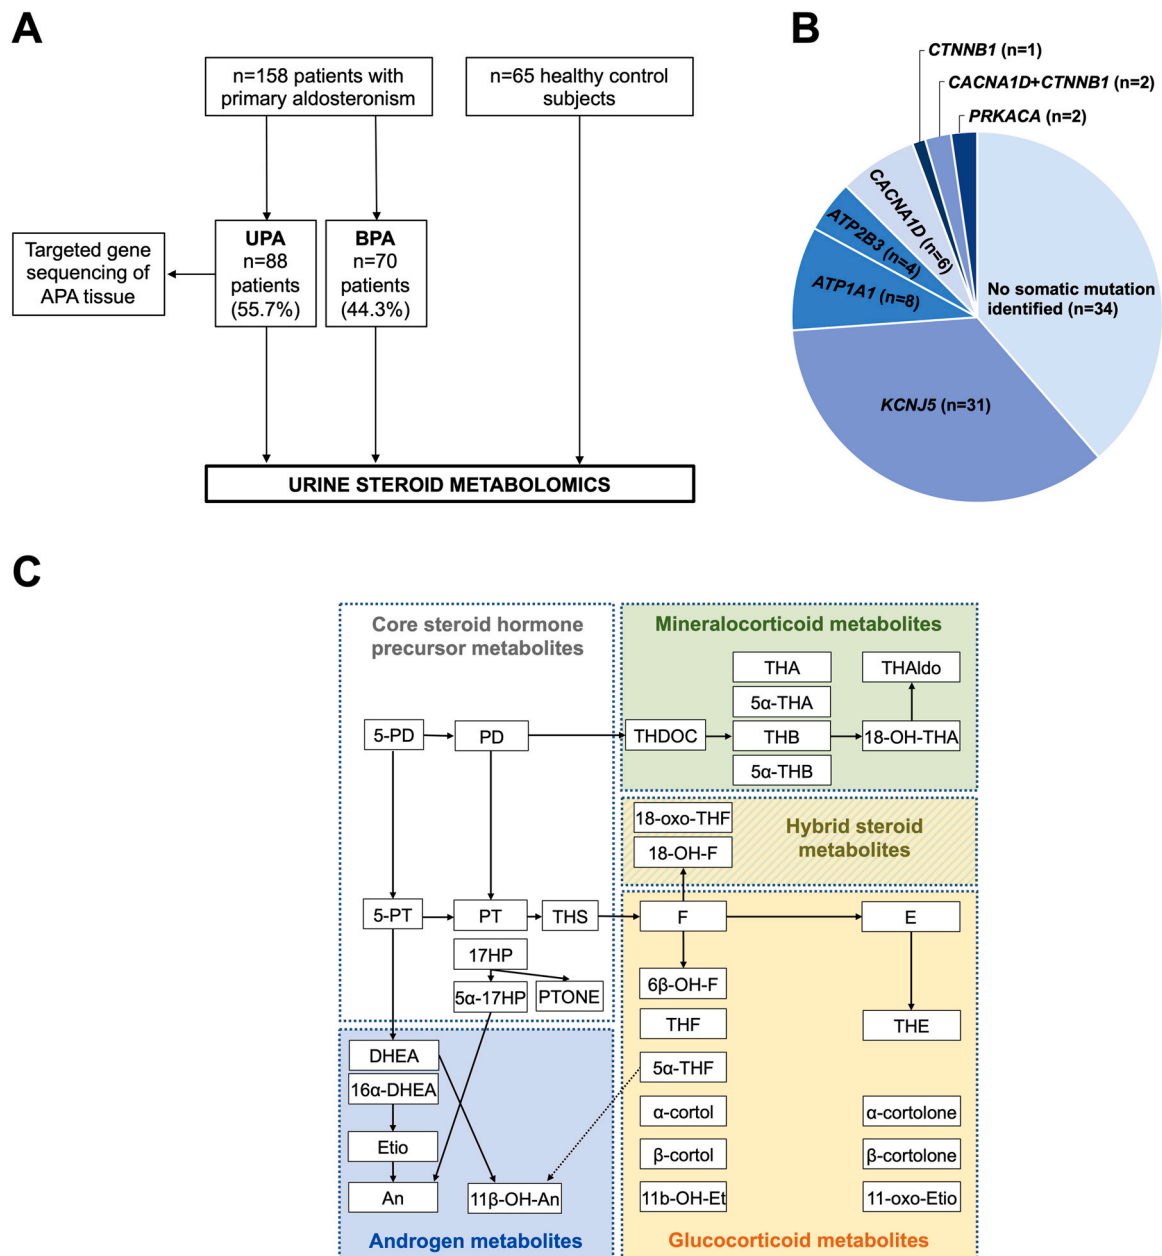 A
n=158 patients with
primary aldosteronism
n=65 healthy control
subjects
Targeted gene
sequencing of
APA tissue
UPA
n=88
patients
(55.7%)
BPA
n=70
patients
(44.3%)
URINE STEROID METABOLOMICS
B
CTNNB1 (n=1)
CACNA1D+CTNNB1 (n=2)
PRKACA (n=2)
CACNA1D (n=6)
ATP2B3 (n=4)
ATP1A1 (n=8)
No somatic mutation
identified (n=34)
KCNJ5 (n=31)
C
Core steroid hormone
precursor metabolites
5-PD
PD
5-PT
PT
THS
17HP
5α-17HP
PTONE
Mineralocorticoid metabolites
THA
THAldo
5α-THA
THDOC
THB
18-OH-THA
5α-THB
18-oxo-THF
18-OH-F
Hybrid steroid
metabolites
F
E
6β-OH-F
THF
THE
5α-THF
α-cortol
α-cortolone
β-cortol
β-cortolone
11b-OH-Et
11-oxo-Etio
Glucocorticoid metabolites
DHEA
16α-DHEA
Etio
An
11β-OH-An
Androgen metabolites